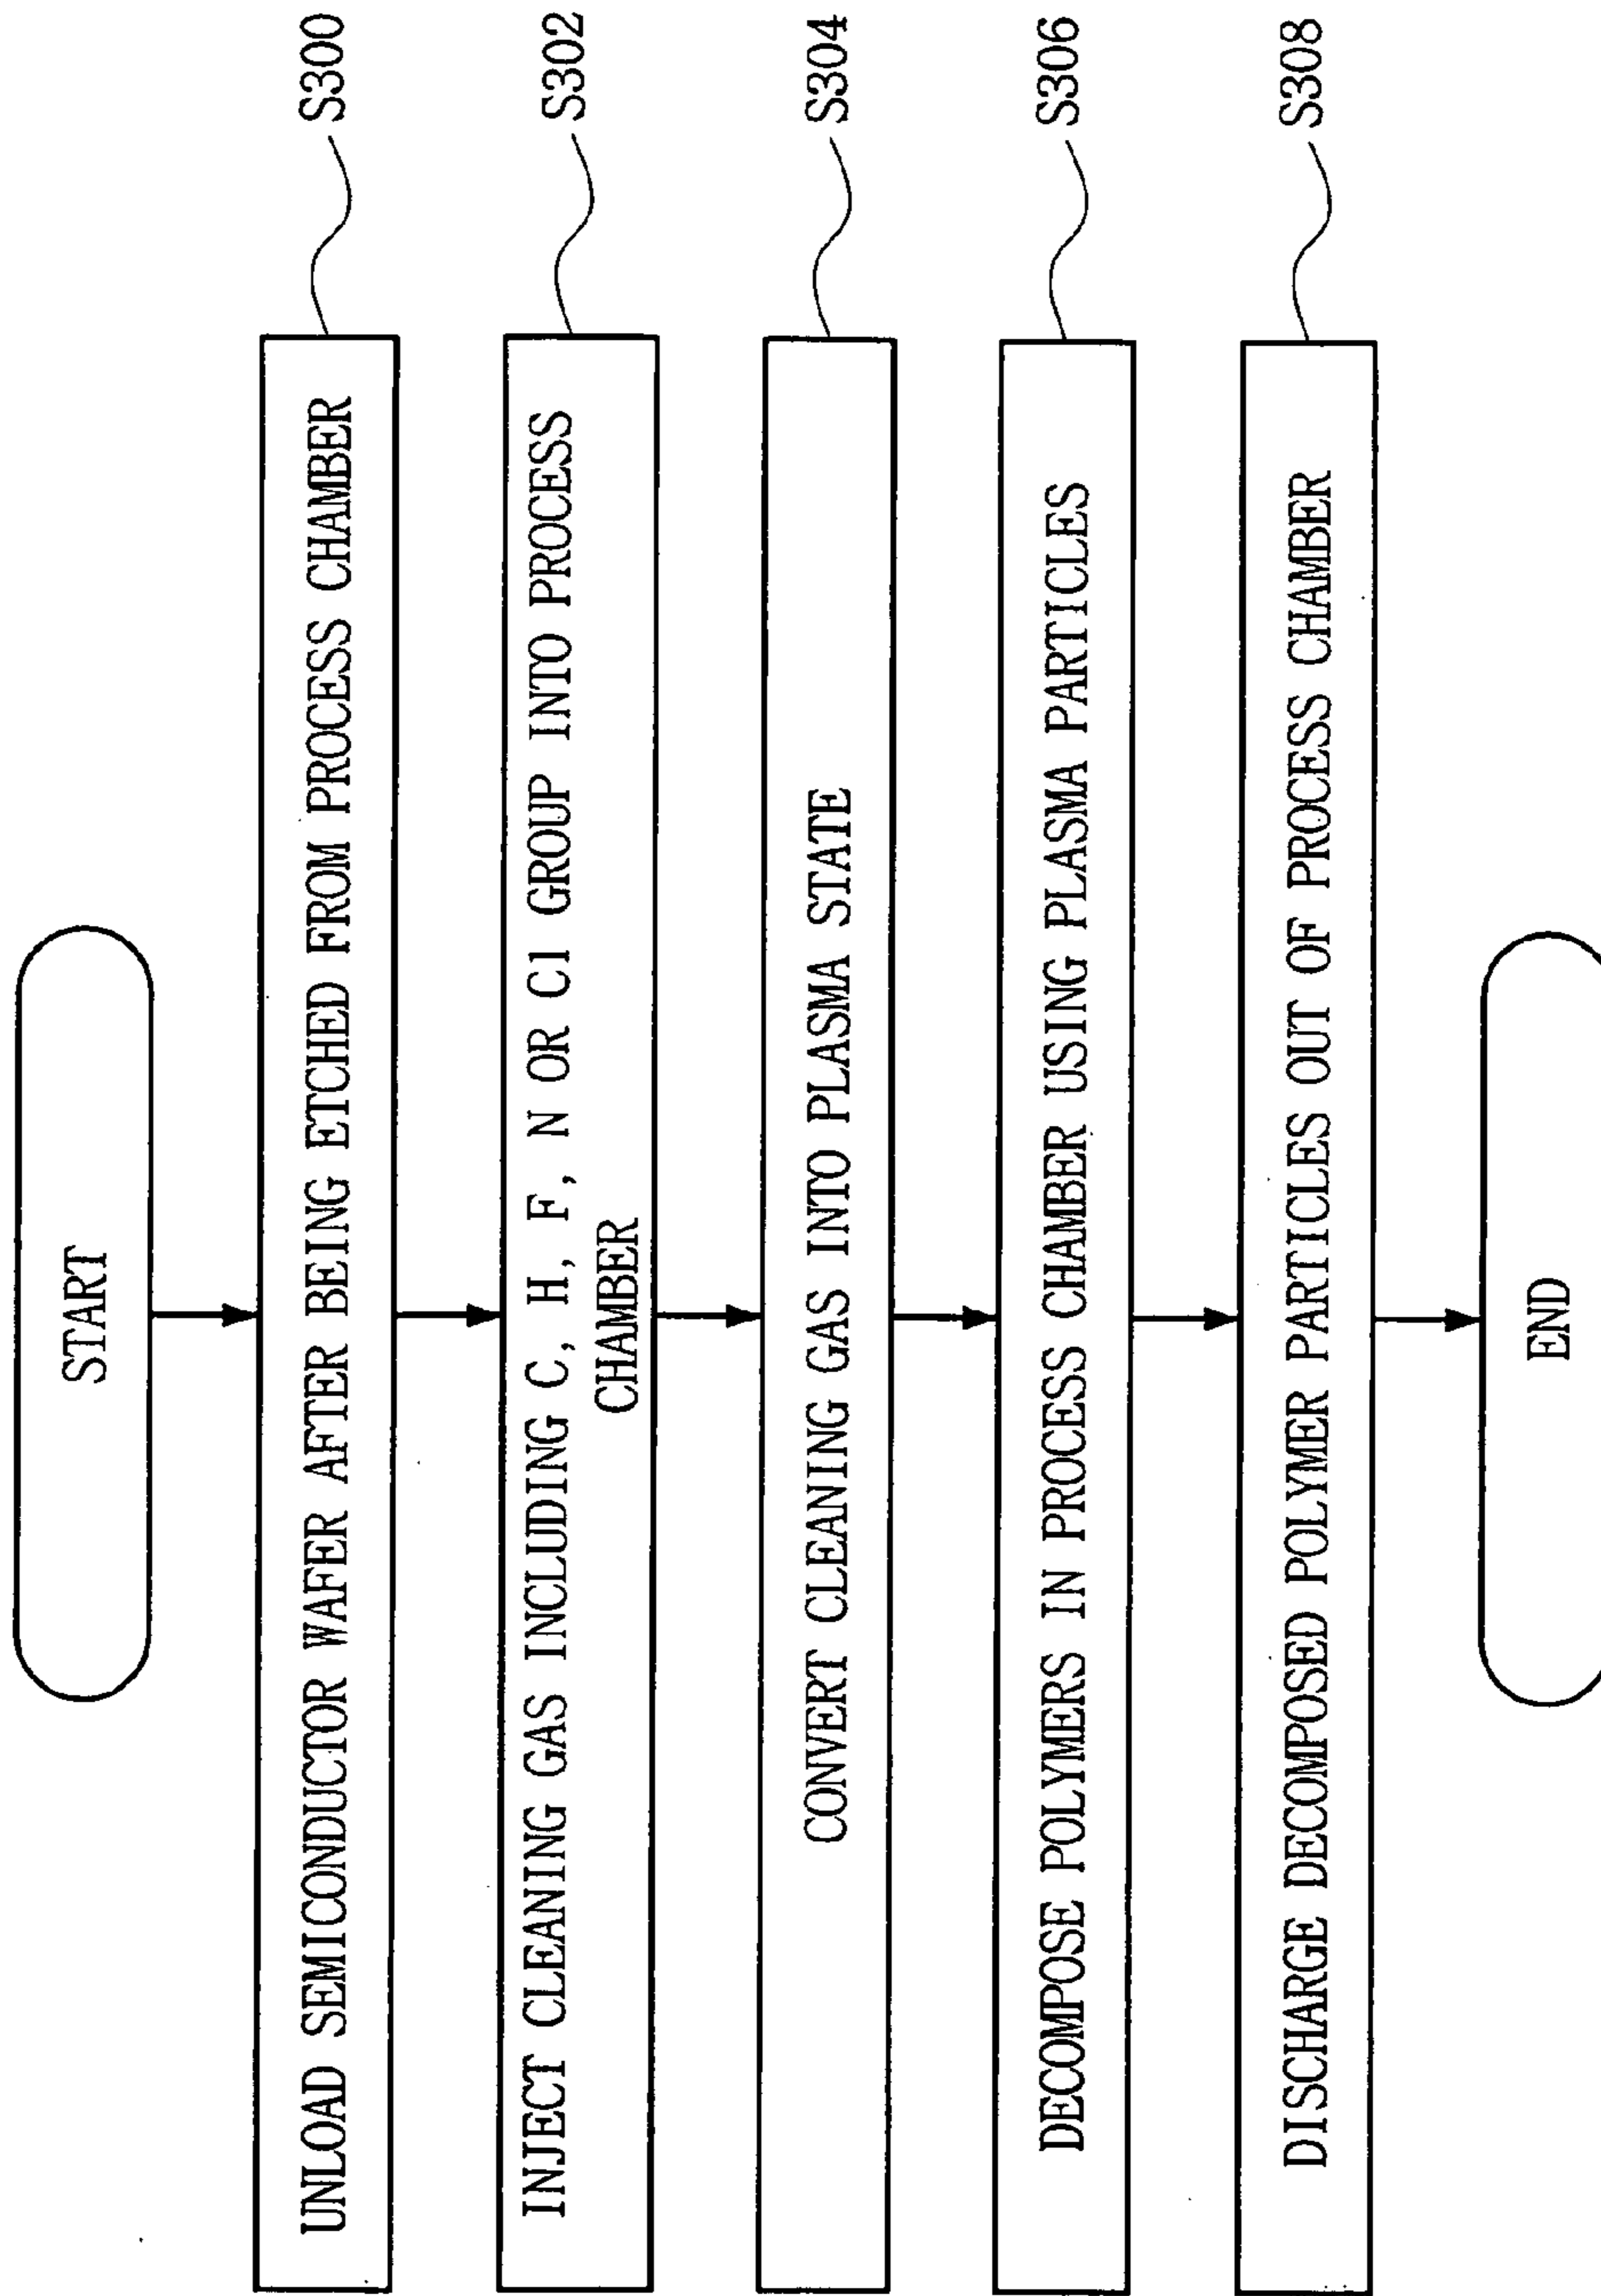 START
UNLOAD SEMICONDUCTOR WAFER AFTER BEING ETCHED FROM PROCESS CHAMBER
S300
INJECT CLEANING GAS INCLUDING C, H, F, N OR Cl GROUP INTO PROCESS
CHAMBER
S302
CONVERT CLEANING GAS INTO PLASMA STATE
S304
DECOMPOSE POLYMERS IN PROCESS CHAMBER USING PLASMA PARTICLES
S306
DISCHARGE DECOMPOSED POLYMER PARTICLES OUT OF PROCESS CHAMBER
S308
END